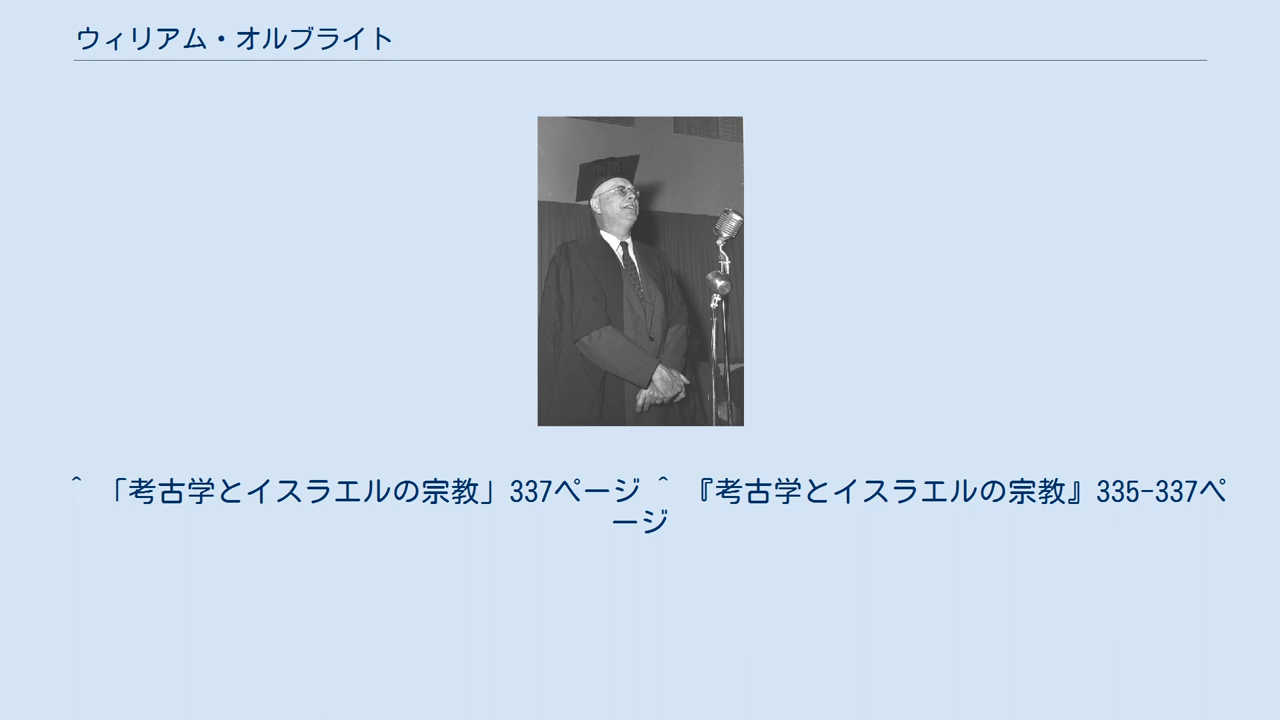 ウィリアム・オルブライト
^ 「考古学とイスラエルの宗教」337ページ ^ 『考古学とイスラエルの宗教』335-337ペ
ージ